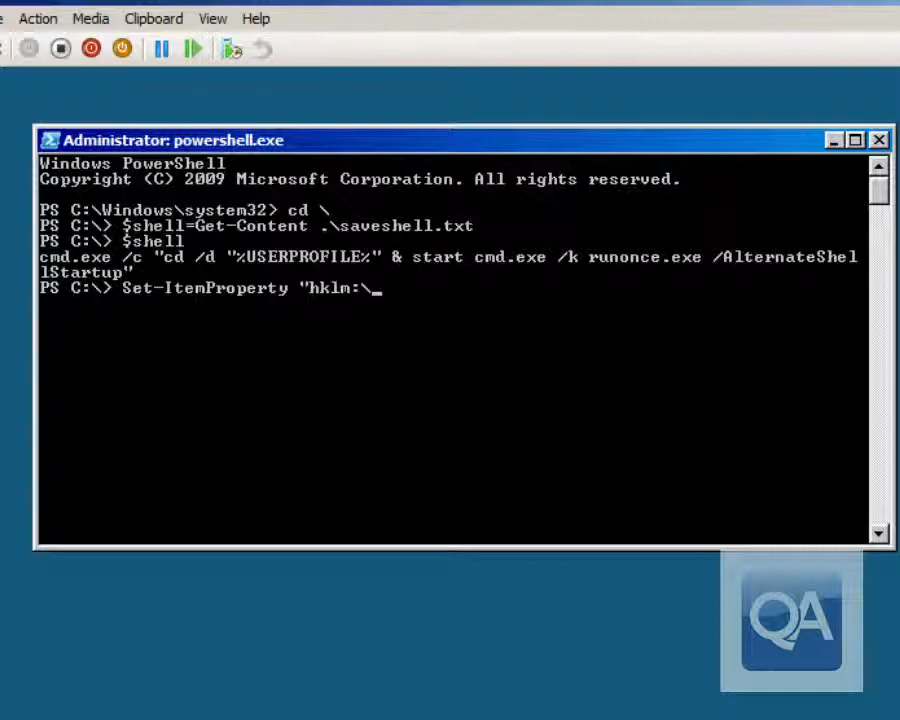 Action Media Clipboard View Help
Administrator: powershell.exe
Windows PowerShell
Copyright (C) 2009 Microsoft Corporation. All rights reserved.
PS C:\Windows\system32> cd \
PS C:\> $shell=Get-Content .\saveshell.txt
PS C:\> $shell
cmd.exe /c "cd /d "%USERPROFILE%" & start cmd.exe /k runonce.exe /AlternateShel
lStartup"
PS C:\> Set-ItemProperty "hklm:\_
QA